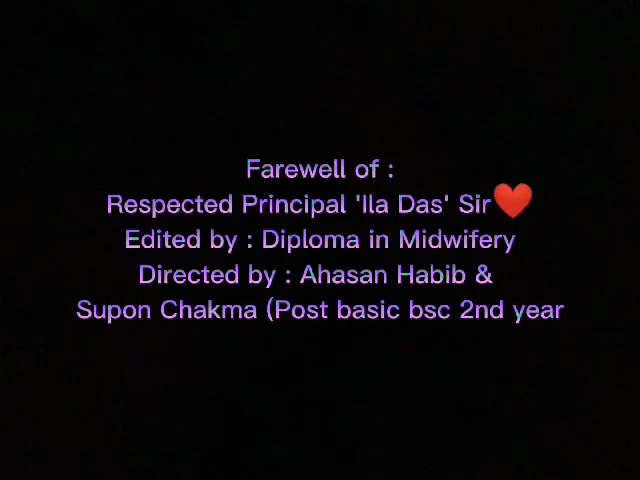 Farewell of :
Respected Principal 'Ila Das' Sir❤️
Edited by : Diploma in Midwifery
Directed by : Ahasan Habib &
Supon Chakma (Post basic bsc 2nd year